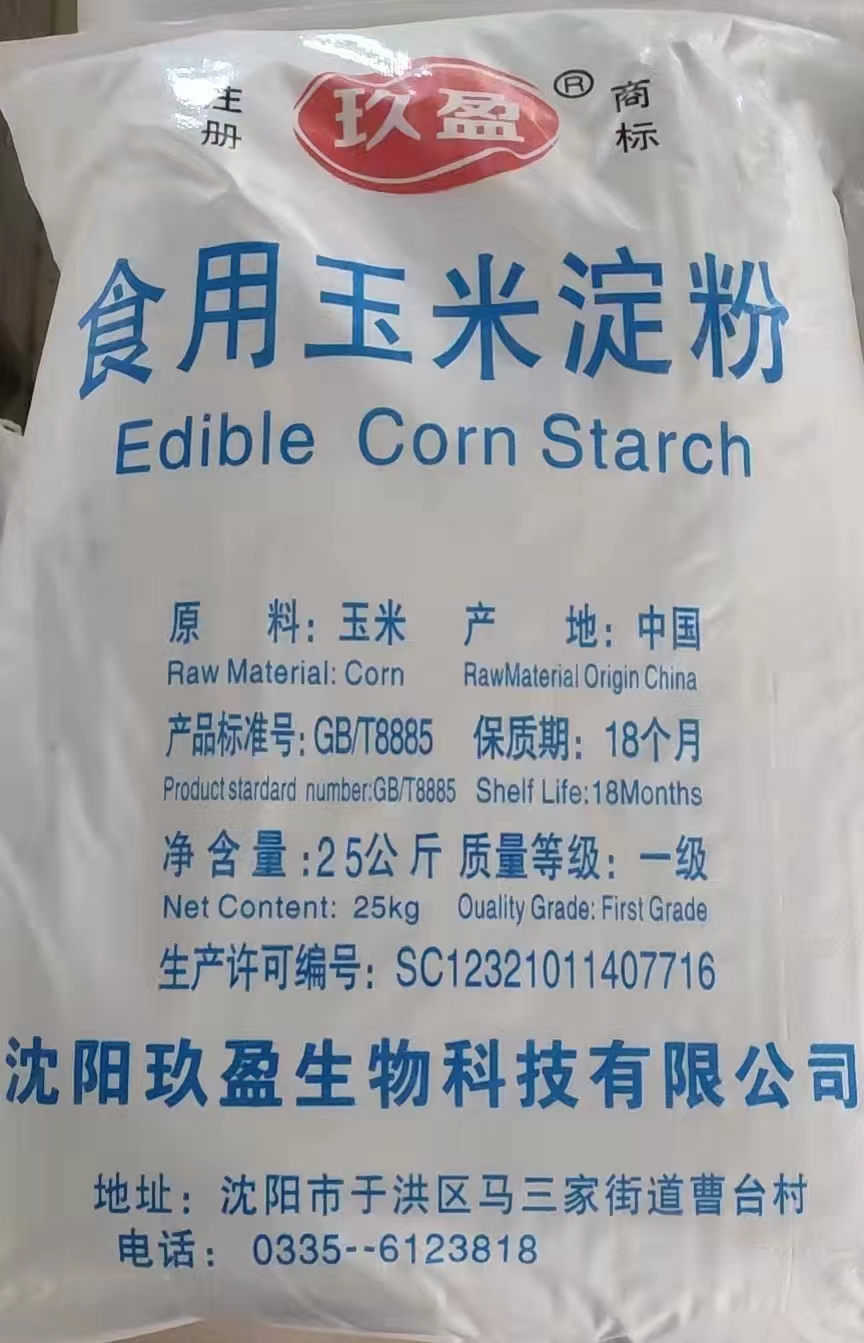 注册 玖盈 ® 商标
食用玉米淀粉
Edible Corn Starch
原 料：玉米 产 地：中国
Raw Material: Corn RawMaterial Origin China
产品标准号：GB/T8885 保质期：18个月
Product stardard number:GB/T8885 Shelf Life:18Months
净含量:25公斤 质量等级：一级
Net Content: 25kg Ouality Grade: First Grade
生产许可编号：SC12321011407716
沈阳玖盈生物科技有限公司
地址：沈阳市于洪区马三家街道曹台村
电话：0335--6123818